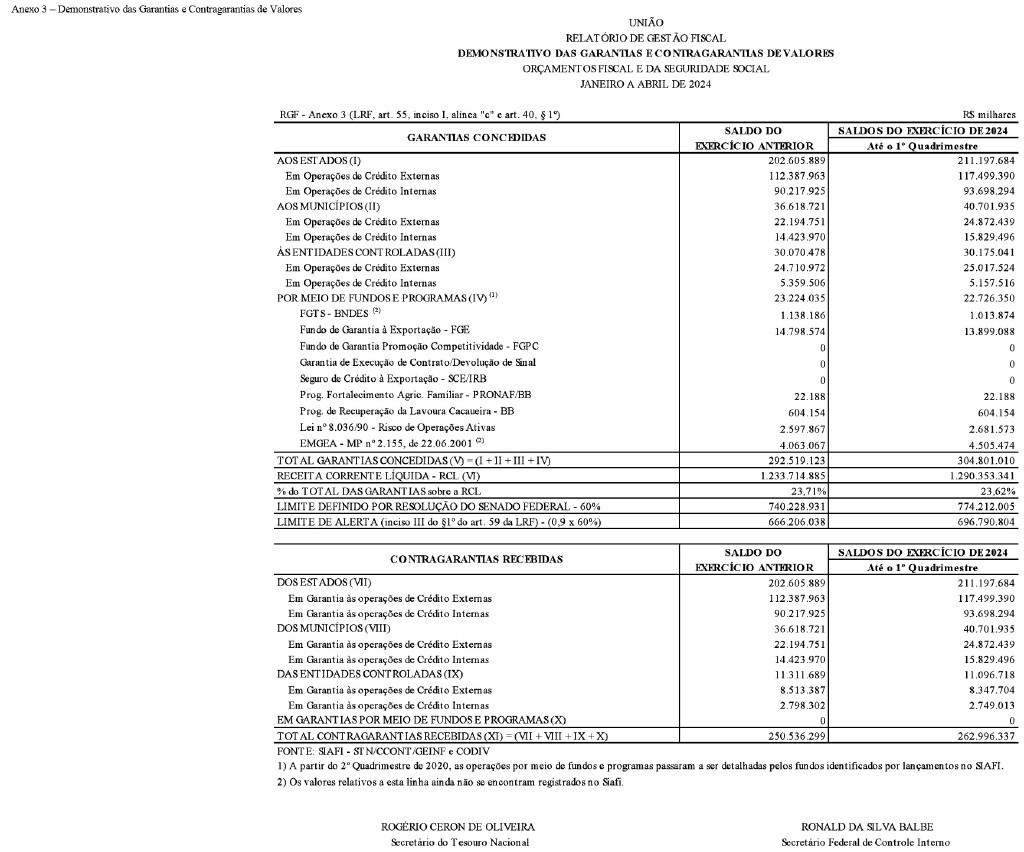 Anexo 3 – Demonstrativo das Garantias e Contragarantias de Valores
UNIÃO
RELATÓRIO DE GESTÃO FISCAL
DEMONSTRATIVO DAS GARANTIAS E CONTRAGARANTIAS DE VALORES
ORÇAMENTOS FISCAL E DA SEGURIDADE SOCIAL
JANEIRO A ABRIL DE 2024
RGF - Anexo 3 (LRF, art. 55, inciso I, alínea "c" e art. 40, § 1º) R$ milhares
GARANTIAS CONCEDIDAS SALDO DO EXERCÍCIO ANTERIOR SALDOS DO EXERCÍCIO DE 2024
Até o 1º Quadrimestre
AOS ESTADOS (I) 202.605.889 211.197.684
Em Operações de Crédito Externas 112.387.963 117.499.390
Em Operações de Crédito Internas 90.217.925 93.698.294
AOS MUNICÍPIOS (II) 36.618.721 40.701.935
Em Operações de Crédito Externas 22.194.751 24.872.439
Em Operações de Crédito Internas 14.423.970 15.829.496
ÀS ENTIDADES CONTROLADAS (III) 30.070.478 30.175.041
Em Operações de Crédito Externas 24.710.972 25.017.524
Em Operações de Crédito Internas 5.359.506 5.157.516
POR MEIO DE FUNDOS E PROGRAMAS (IV) (1) 23.224.035 22.726.350
FGTS - BNDES (2) 1.138.186 1.013.874
Fundo de Garantia à Exportação - FGE 14.798.574 13.899.088
Fundo de Garantia Promoção Competitividade - FGPC 0 0
Garantia de Execução de Contrato/Devolução de Sinal 0 0
Seguro de Crédito à Exportação - SCE/IRB 0 0
Prog. Fortalecimento Agric. Familiar - PRONAF/BB 22.188 22.188
Prog. de Recuperação da Lavoura Cacaueira - BB 604.154 604.154
Lei nº 8.036/90 - Risco de Operações Ativas 2.597.867 2.681.573
EMGEA - MP nº 2.155, de 22.06.2001 (2) 4.063.067 4.505.474
TOTAL GARANTIAS CONCEDIDAS (V) = (I + II + III + IV) 292.519.123 304.801.010
RECEITA CORRENTE LÍQUIDA - RCL (VI) 1.233.714.885 1.290.353.341
% do TOTAL DAS GARANTIAS sobre a RCL 23,71% 23,62%
LIMITE DEFINIDO POR RESOLUÇÃO DO SENADO FEDERAL - 60% 740.228.931 774.212.005
LIMITE DE ALERTA (inciso III do §1º do art. 59 da LRF) - (0,9 x 60%) 666.206.038 696.790.804
CONTRAGARANTIAS RECEBIDAS SALDO DO EXERCÍCIO ANTERIOR SALDOS DO EXERCÍCIO DE 2024
Até o 1º Quadrimestre
DOS ESTADOS (VII) 202.605.889 211.197.684
Em Garantia às operações de Crédito Externas 112.387.963 117.499.390
Em Garantia às operações de Crédito Internas 90.217.925 93.698.294
DOS MUNICÍPIOS (VIII) 36.618.721 40.701.935
Em Garantia às operações de Crédito Externas 22.194.751 24.872.439
Em Garantia às operações de Crédito Internas 14.423.970 15.829.496
DAS ENTIDADES CONTROLADAS (IX) 11.311.689 11.096.718
Em Garantia às operações de Crédito Externas 8.513.387 8.347.704
Em Garantia às operações de Crédito Internas 2.798.302 2.749.013
EM GARANTIAS POR MEIO DE FUNDOS E PROGRAMAS (X) 0 0
TOTAL CONTRAGARANTIAS RECEBIDAS (XI) = (VII + VIII + IX + X) 250.536.299 262.996.337
FONTE: SIAFI - STN/CCONT/GEINF e CODIV
1) A partir do 2º Quadrimestre de 2020, as operações por meio de fundos e programas passaram a ser detalhadas pelos fundos identificados por lançamentos no SIAFI.
2) Os valores relativos a esta linha ainda não se encontram registrados no Siafi.
ROGÉRIO CERON DE OLIVEIRA RONALD DA SILVA BALBE
Secretário do Tesouro Nacional Secretário Federal de Controle Interno